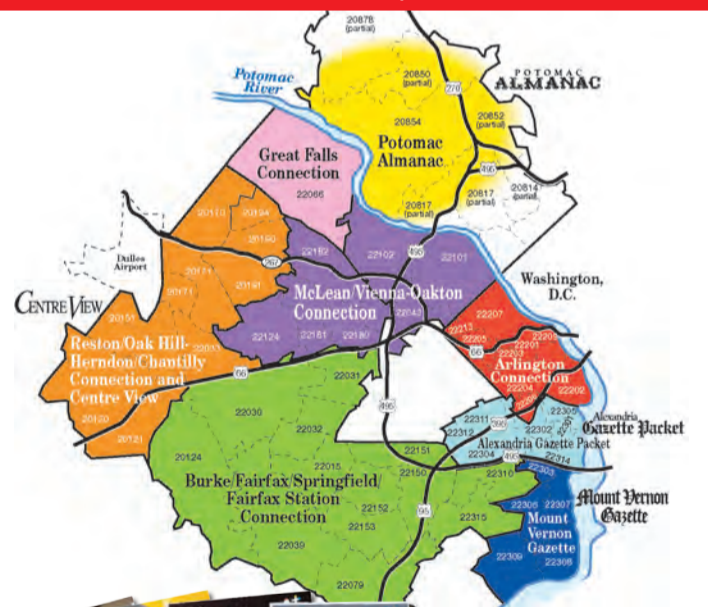 20878
(partial)
POTOMAC
ALMANAC
20850
(partial)
270
Potomac
River
20854
20852
(partial)
Potomac
Almanac
Great Falls
Connection
495
22066
20817
(partial)
20814
(partial)
20817
(partial)
20170
20194
20190
22182
22102
495
22101
267
Dulles
Airport
20171
20191
Washington,
D.C.
McLean/Vienna-Oakton
Connection
22043
CENTRE VIEW
20151
22207
22213
22205
22124
22181
22180
22201
22203
66
Reston/Oak Hill-
Herndon/Chantilly
Connection and
Centre View
22033
Arlington
Connection
22204
22202
22206
66
22031
495
20120
20121
22030
22032
22311
22312
395
22302
22305
22301
Alexandria
Gazette Packet
Alexandria Gazette Packet
22304
495
22314
20124
22151
22150
22015
22310
22303
Burke/Fairfax/Springfield/
Fairfax Station
Connection
22152
22153
95
22315
22306
22307
Mount Vernon
Gazette
Mount
Vernon
Gazette
22039
22309
22308
22079